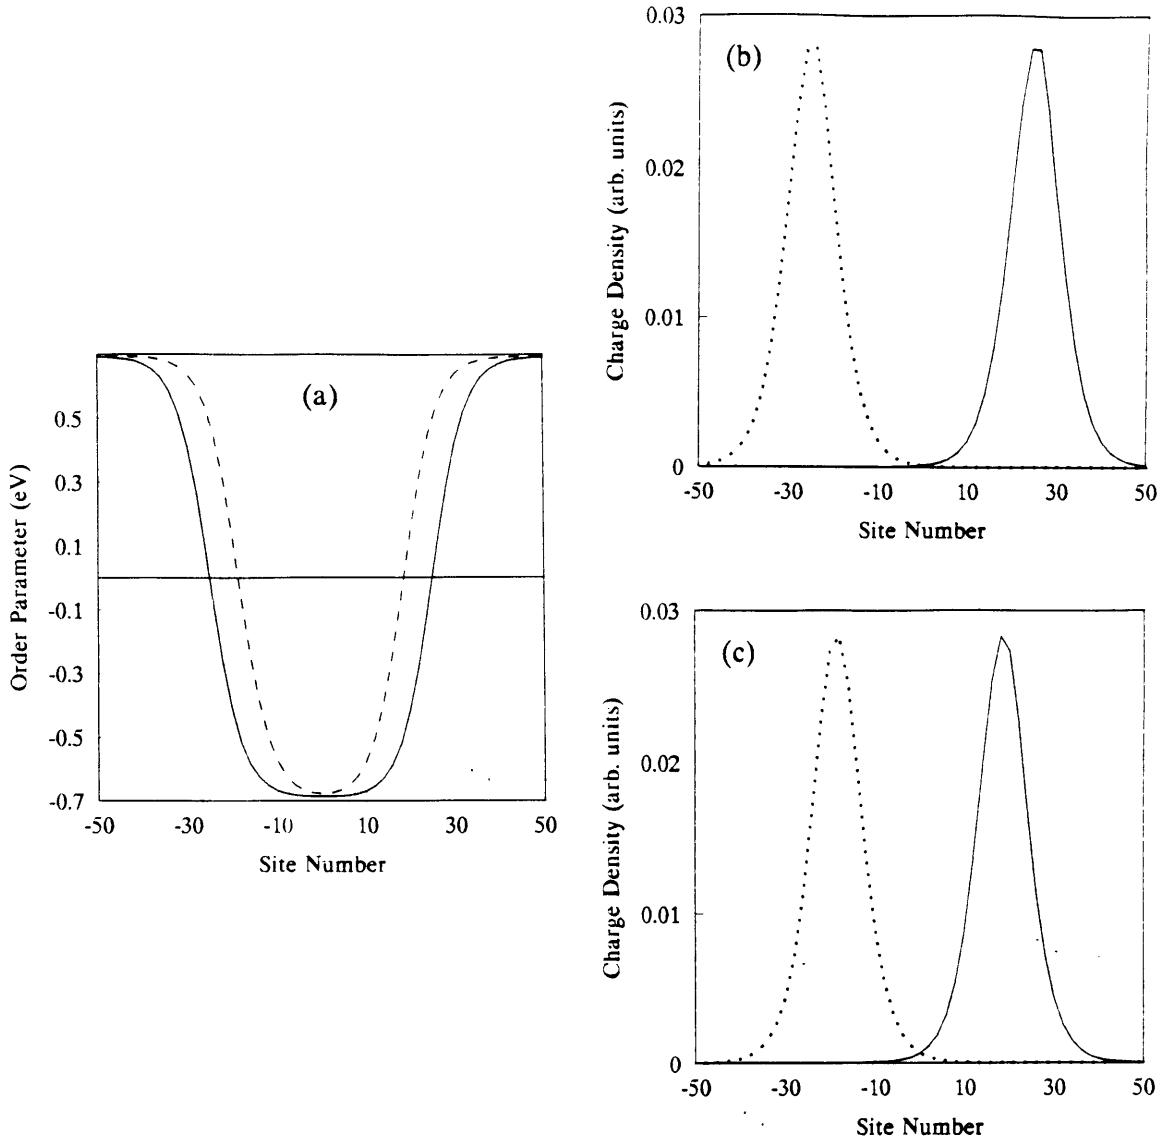 (a)
0.5
0.3
0.1
-0.1
-0.3
-0.5
-0.7
-50 -30 -10 10 30 50
Order Parameter (eV)
Site Number
(b)
0.03
0.02
0.01
0
-50 -30 -10 10 30 50
Charge Density (arb. units)
Site Number
(c)
0.03
0.02
0.01
0
-50 -30 -10 10 30 50
Charge Density (arb. units)
Site Number